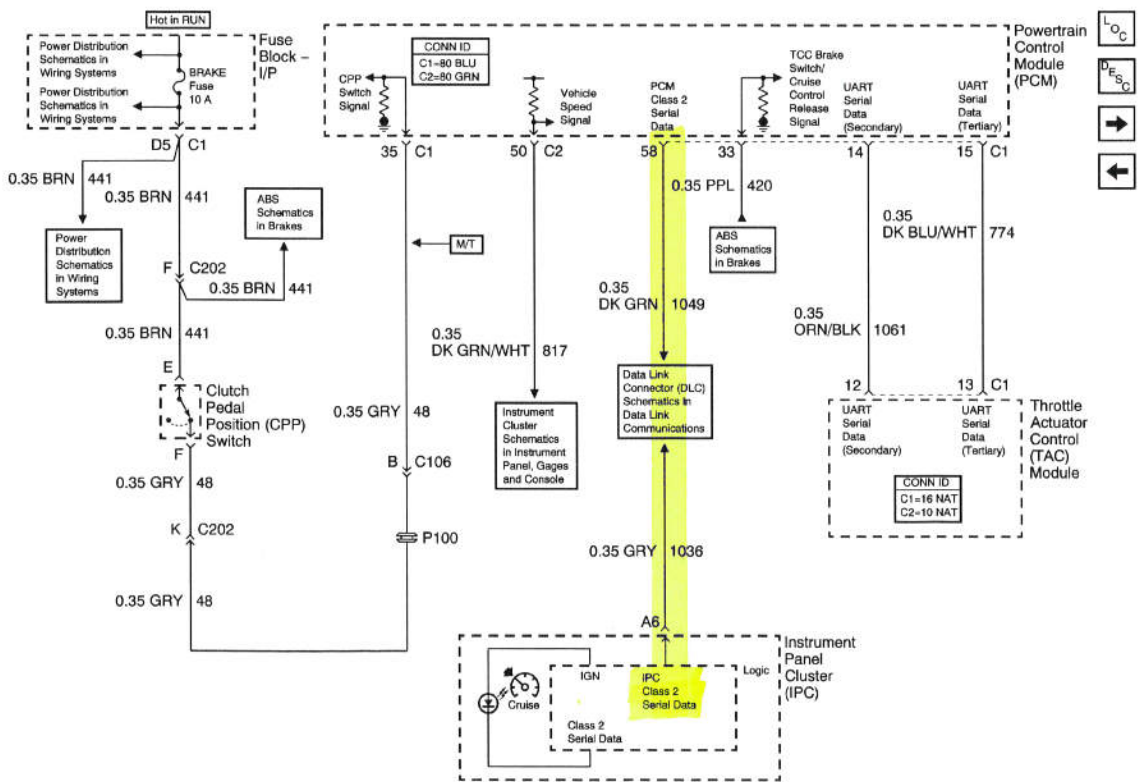 Hot in RUN
Power Distribution
Schematics in
Wiring Systems
BRAKE
Fuse
10 A
Power Distribution
Schematics in
Wiring Systems
Fuse
Block –
I/P
D5
C1
0.35 BRN
441
0.35 BRN
441
Power
Distribution
Schematics
in Wiring
Systems
ABS
Schematics
in Brakes
F
C202
0.35 BRN
441
0.35 BRN
441
E
Clutch
Pedal
Position (CPP)
Switch
F
0.35 GRY
48
K
C202
0.35 GRY
48
CONN ID
C1=80 BLU
C2=80 GRN
CPP
Switch
Signal
Vehicle
Speed
Signal
PCM
Class 2
Serial
Data
TCC Brake
Switch/
Cruise
Control
Release
Signal
UART
Serial
Data
(Secondary)
UART
Serial
Data
(Tertiary)
Powertrain
Control
Module
(PCM)
35
C1
50
C2
58
33
14
15
C1
M/T
0.35 GRY
48
B
C106
P100
0.35
DK GRN/WHT
817
Instrument
Cluster
Schematics
in Instrument
Panel, Gages
and Console
0.35
DK GRN
1049
Data Link
Connector (DLC)
Schematics in
Data Link
Communications
0.35 GRY
1036
A6
0.35 PPL
420
ABS
Schematics
in Brakes
0.35
ORN/BLK
1061
0.35
DK BLU/WHT
774
12
13
C1
UART
Serial
Data
(Secondary)
UART
Serial
Data
(Tertiary)
CONN ID
C1=16 NAT
C2=10 NAT
Throttle
Actuator
Control
(TAC)
Module
IGN
IPC
Class 2
Serial Data
Logic
Cruise
Class 2
Serial Data
Instrument
Panel
Cluster
(IPC)
LOC
DESC